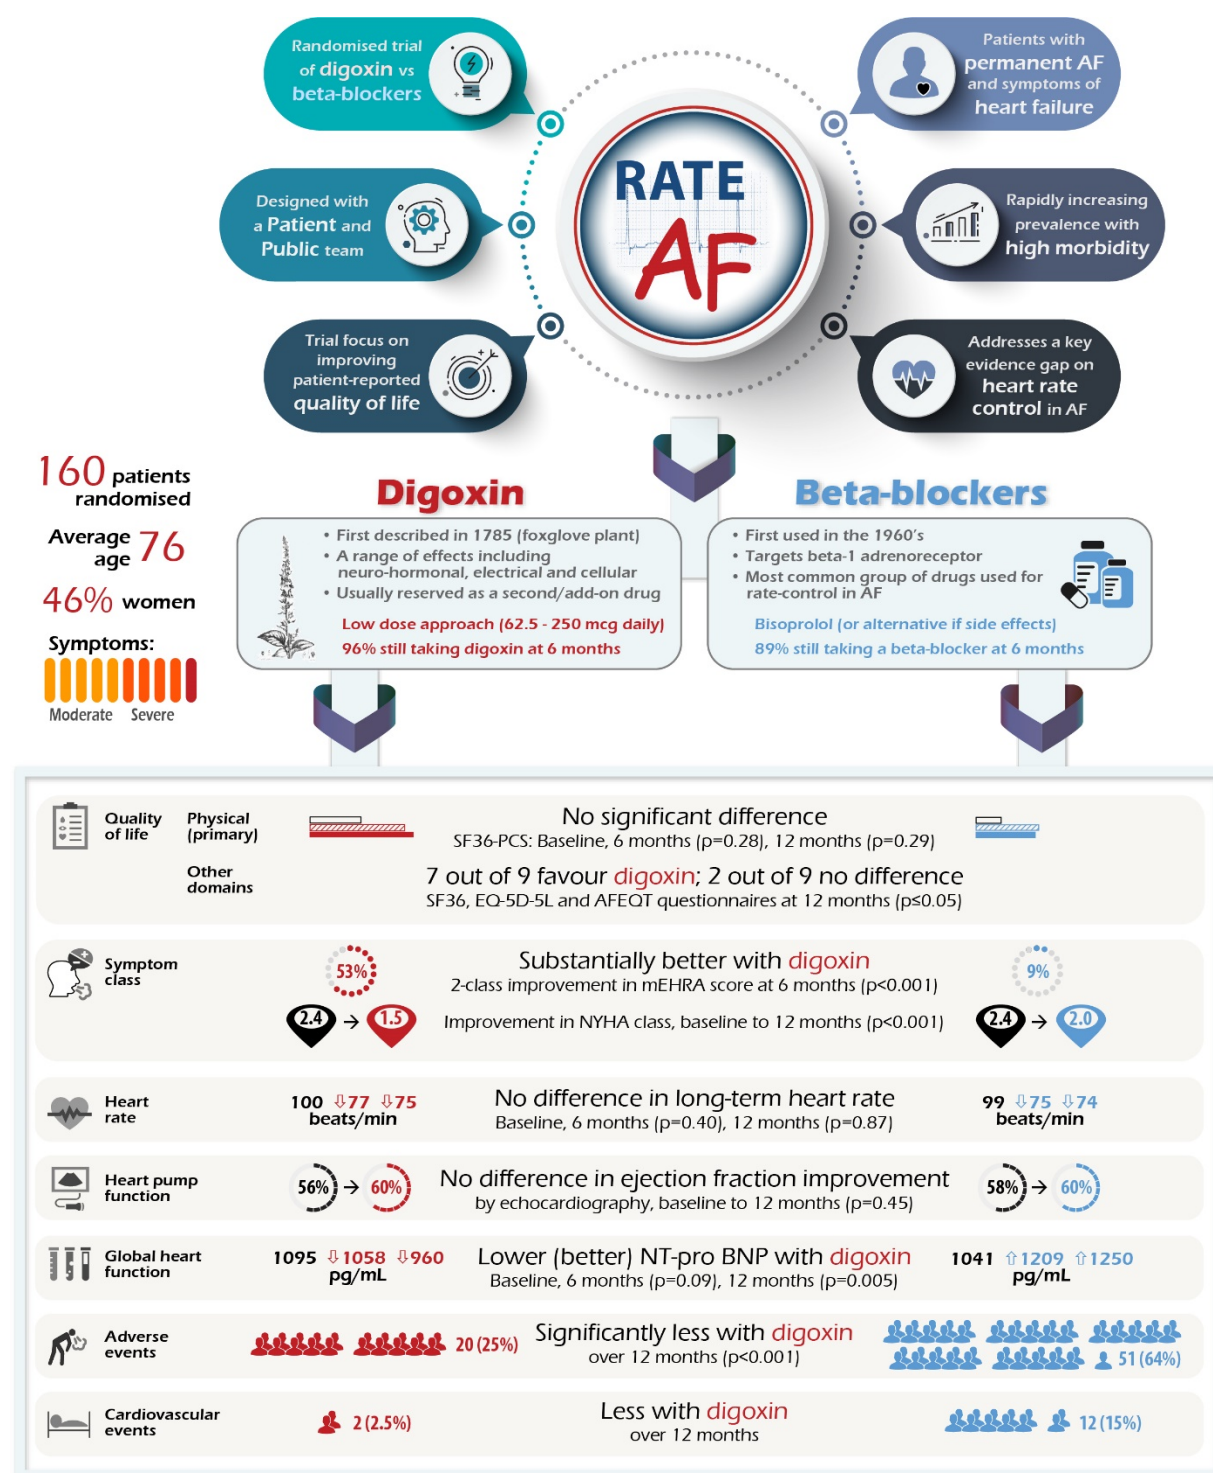 Randomised trial
of digoxin vs
beta-blockers
Patients with
permanent AF
and symptoms of
heart failure
Designed with
a Patient and
Public team
RATE
AF
Rapidly increasing
prevalence with
high morbidity
Trial focus on
improving
patient-reported
quality of life
Addresses a key
evidence gap on
heart rate
control in AF
160 patients
randomised
Average
age 76
46% women
Symptoms:
Moderate Severe
Digoxin
• First described in 1785 (foxglove plant)
• A range of effects including
neuro-hormonal, electrical and cellular
• Usually reserved as a second/add-on drug
Low dose approach (62.5 - 250 mcg daily)
96% still taking digoxin at 6 months
Beta-blockers
• First used in the 1960's
• Targets beta-1 adrenoreceptor
• Most common group of drugs used for
rate-control in AF
Bisoprolol (or alternative if side effects)
89% still taking a beta-blocker at 6 months
Quality
of life
Physical
(primary)
No significant difference
SF36-PCS: Baseline, 6 months (p=0.28), 12 months (p=0.29)
Other
domains
7 out of 9 favour digoxin; 2 out of 9 no difference
SF36, EQ-5D-5L and AFEQT questionnaires at 12 months (p≤0.05)
Symptom
class
53%
Substantially better with digoxin
2-class improvement in mEHRA score at 6 months (p<0.001)
9%
2.4 → 1.5
Improvement in NYHA class, baseline to 12 months (p<0.001)
2.4 → 2.0
Heart
rate
100 ⇩77 ⇩75
beats/min
No difference in long-term heart rate
Baseline, 6 months (p=0.40), 12 months (p=0.87)
99 ⇩75 ⇩74
beats/min
Heart pump
function
56% → 60%
No difference in ejection fraction improvement
by echocardiography, baseline to 12 months (p=0.45)
58% → 60%
Global heart
function
1095 ⇩1058 ⇩960
pg/mL
Lower (better) NT-pro BNP with digoxin
Baseline, 6 months (p=0.09), 12 months (p=0.005)
1041 ⇧1209 ⇧1250
pg/mL
Adverse
events
20 (25%)
Significantly less with digoxin
over 12 months (p<0.001)
51 (64%)
Cardiovascular
events
2 (2.5%)
Less with digoxin
over 12 months
12 (15%)